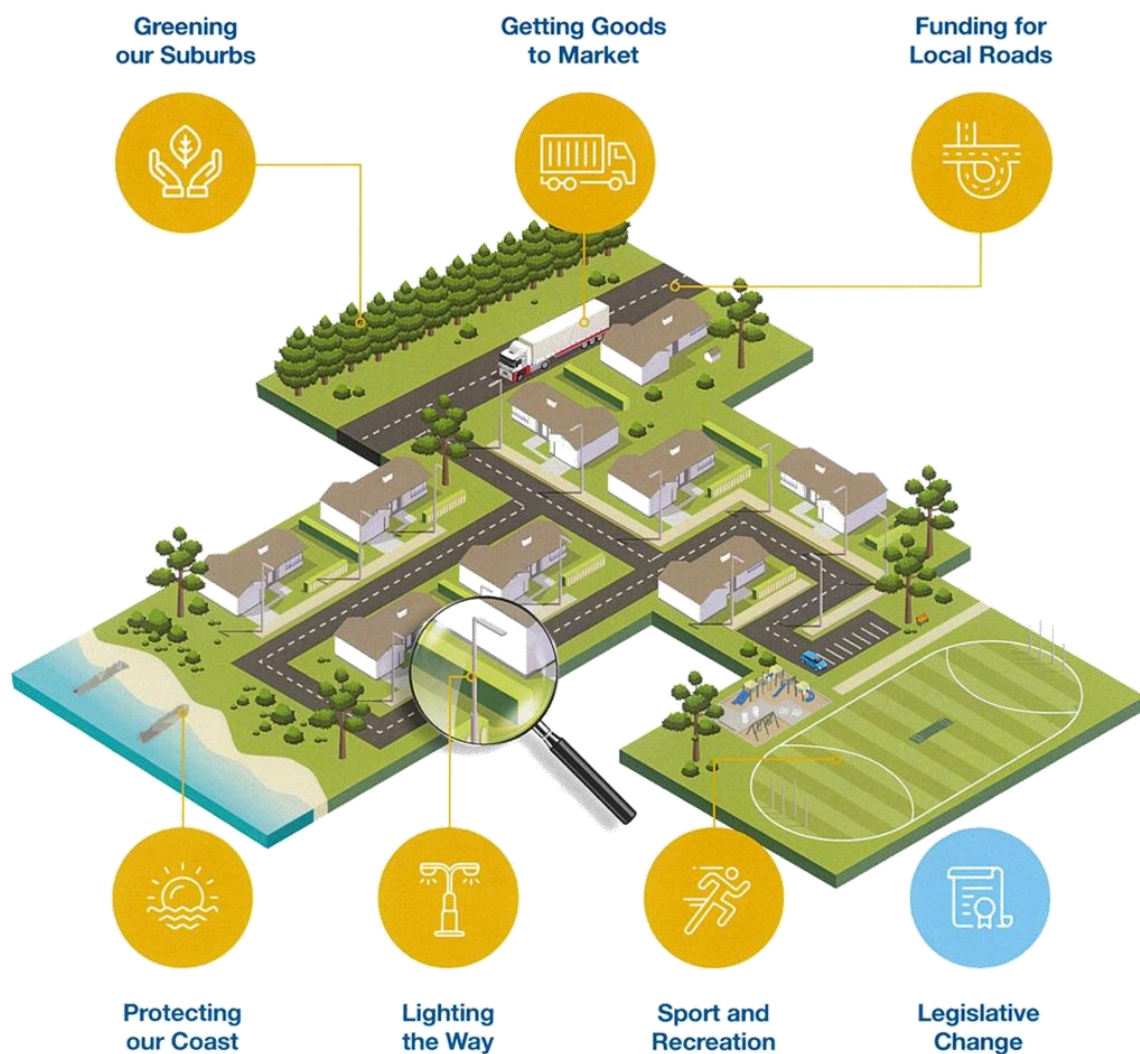 Greening
our Suburbs
Getting Goods
to Market
Funding for
Local Roads
Protecting
our Coast
Lighting
the Way
Sport and
Recreation
Legislative
Change